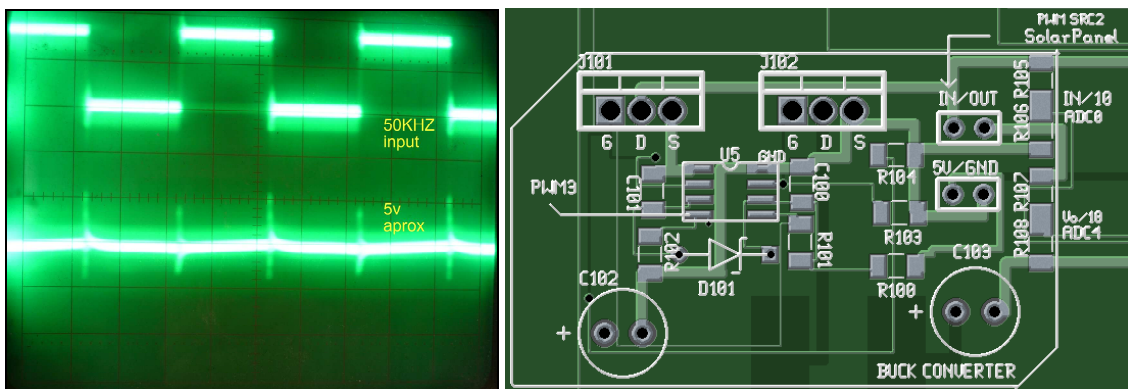 50KHZ
input
5v
aprox
PWM SRC2
SolarPanel
J101
J102
R105
IN/OUT
R106
IN/10
ADC0
G D S
G D S
U5
GND
C101
C100
R104
5V/GND
R107
PWM3
R103
Vo/10
ADC4
R102
R101
R108
C102
D101
R100
C103
+
+
BUCK CONVERTER